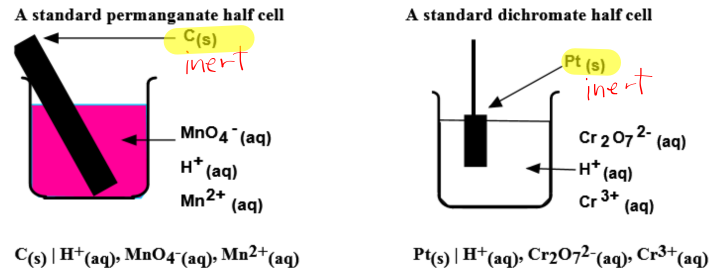 A standard permanganate half cell
C(s)
inert
MnO4⁻(aq)
H⁺(aq)
Mn²⁺(aq)
C(s) | H⁺(aq), MnO4⁻(aq), Mn²⁺(aq)
A standard dichromate half cell
Pt (s)
inert
Cr2O7²⁻ (aq)
H⁺(aq)
Cr³⁺(aq)
Pt(s) | H⁺(aq), Cr2O7²⁻(aq), Cr³⁺(aq)